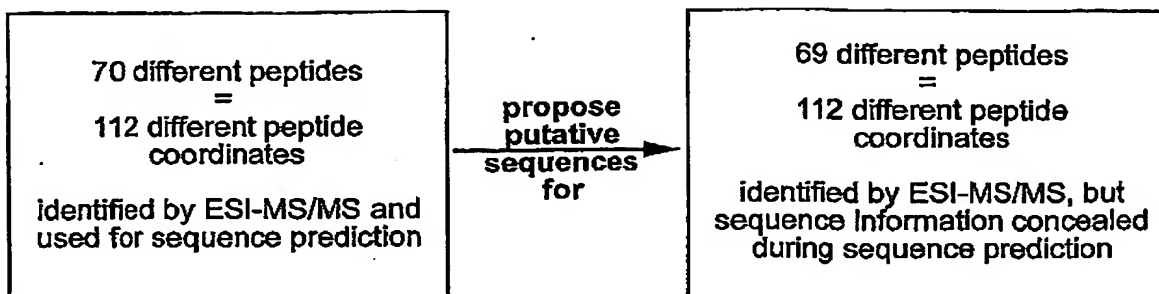 70 different peptides
=
112 different peptide
coordinates
identified by ESI-MS/MS and
used for sequence prediction
propose
putative
sequences
for
69 different peptides
=
112 different peptide
coordinates
identified by ESI-MS/MS, but
sequence Information concealed
during sequence prediction